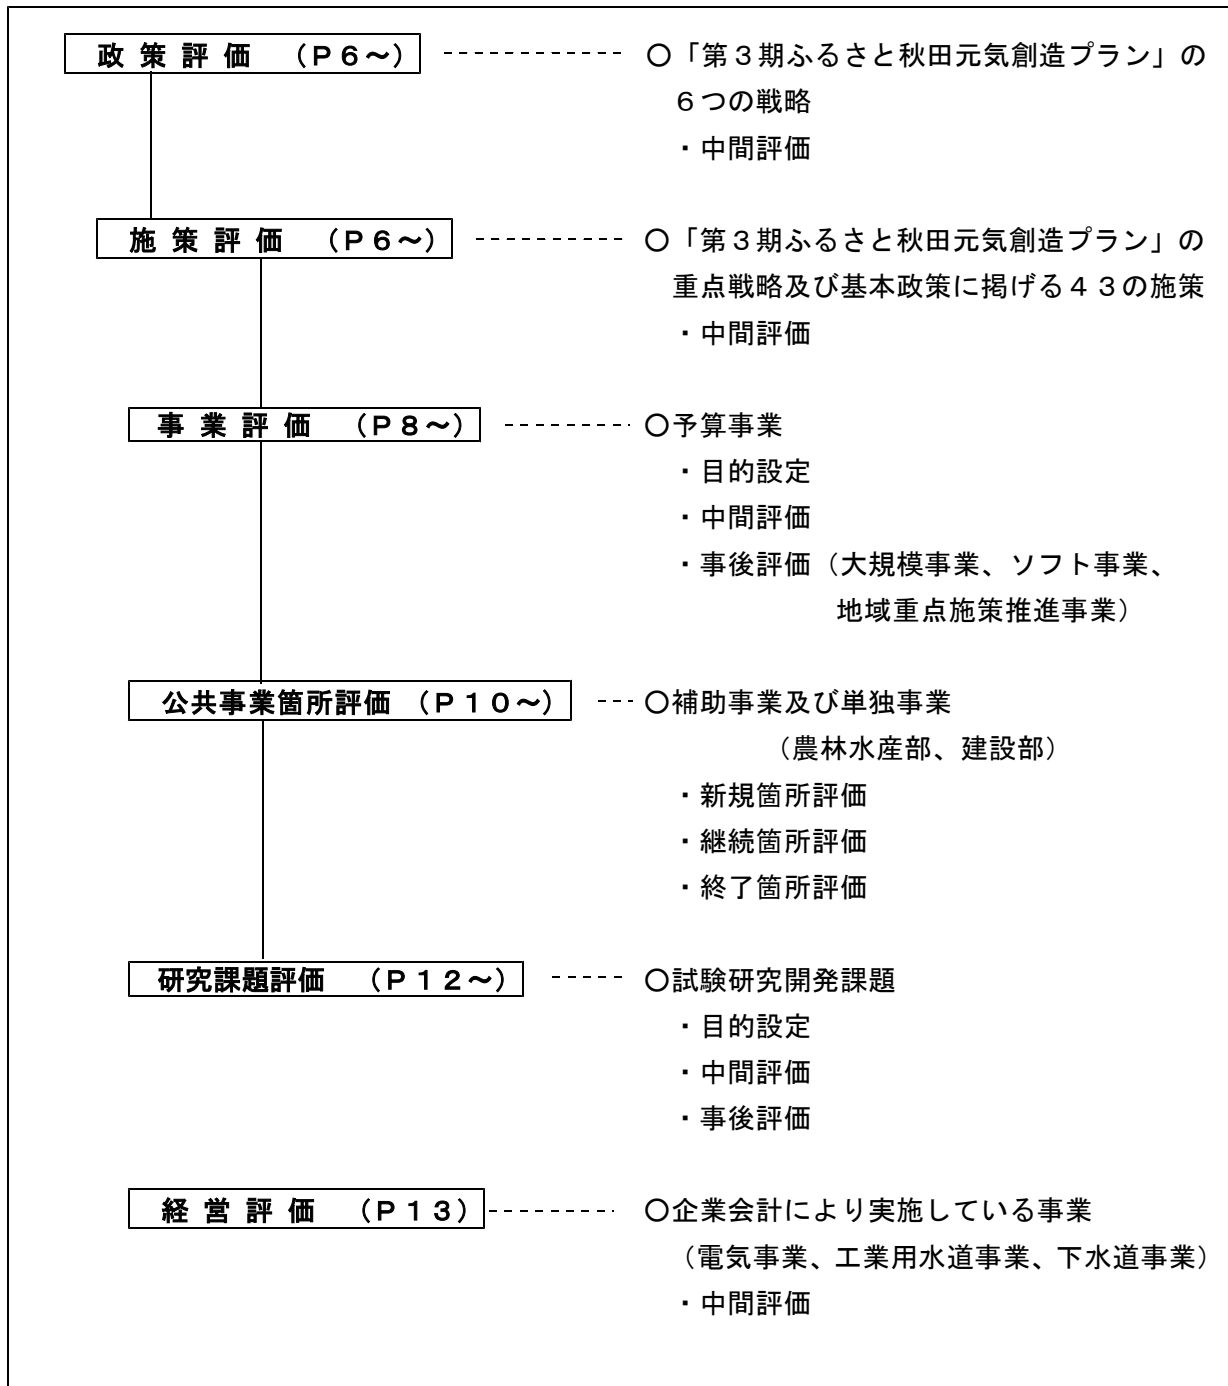 政策評価　（Ｐ６～） ○「第３期ふるさと秋田元気創造プラン」の
６つの戦略
・中間評価
施策評価　（Ｐ６～） ○「第３期ふるさと秋田元気創造プラン」の
重点戦略及び基本政策に掲げる４３の施策
・中間評価
事業評価　（Ｐ８～） ○予算事業
・目的設定
・中間評価
・事後評価（大規模事業、ソフト事業、
地域重点施策推進事業）
公共事業箇所評価　（Ｐ１０～） ○補助事業及び単独事業
（農林水産部、建設部）
・新規箇所評価
・継続箇所評価
・終了箇所評価
研究課題評価　（Ｐ１２～） ○試験研究開発課題
・目的設定
・中間評価
・事後評価
経営評価　（Ｐ１３） ○企業会計により実施している事業
（電気事業、工業用水道事業、下水道事業）
・中間評価